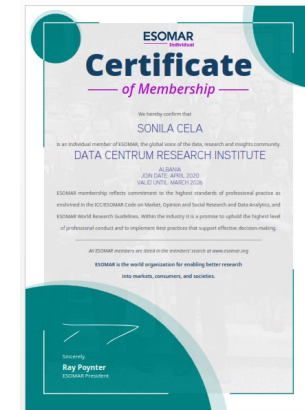 ESOMAR
Individual
Certificate
of Membership
We hereby confirm that
SONILA CELA
is an individual member of ESOMAR, the global voice of the data, research and insights community.
DATA CENTRUM RESEARCH INSTITUTE
ALBANIA
JOIN DATE: APRIL 2020
VALID UNTIL: MARCH 2026
ESOMAR membership reflects commitment to the highest standards of professional practice as
enshrined in the ICC/ESOMAR Code on Market, Opinion and Social Research and Data Analytics, and
ESOMAR World Research Guidelines. Within the industry it is a promise to uphold the highest level
of professional conduct and to implement best practices that support effective decision-making.
All ESOMAR members are listed in the members' search at www.esomar.org
ESOMAR is the world organization for enabling better research
into markets, consumers, and societies.
Sincerely,
Ray Poynter
ESOMAR President